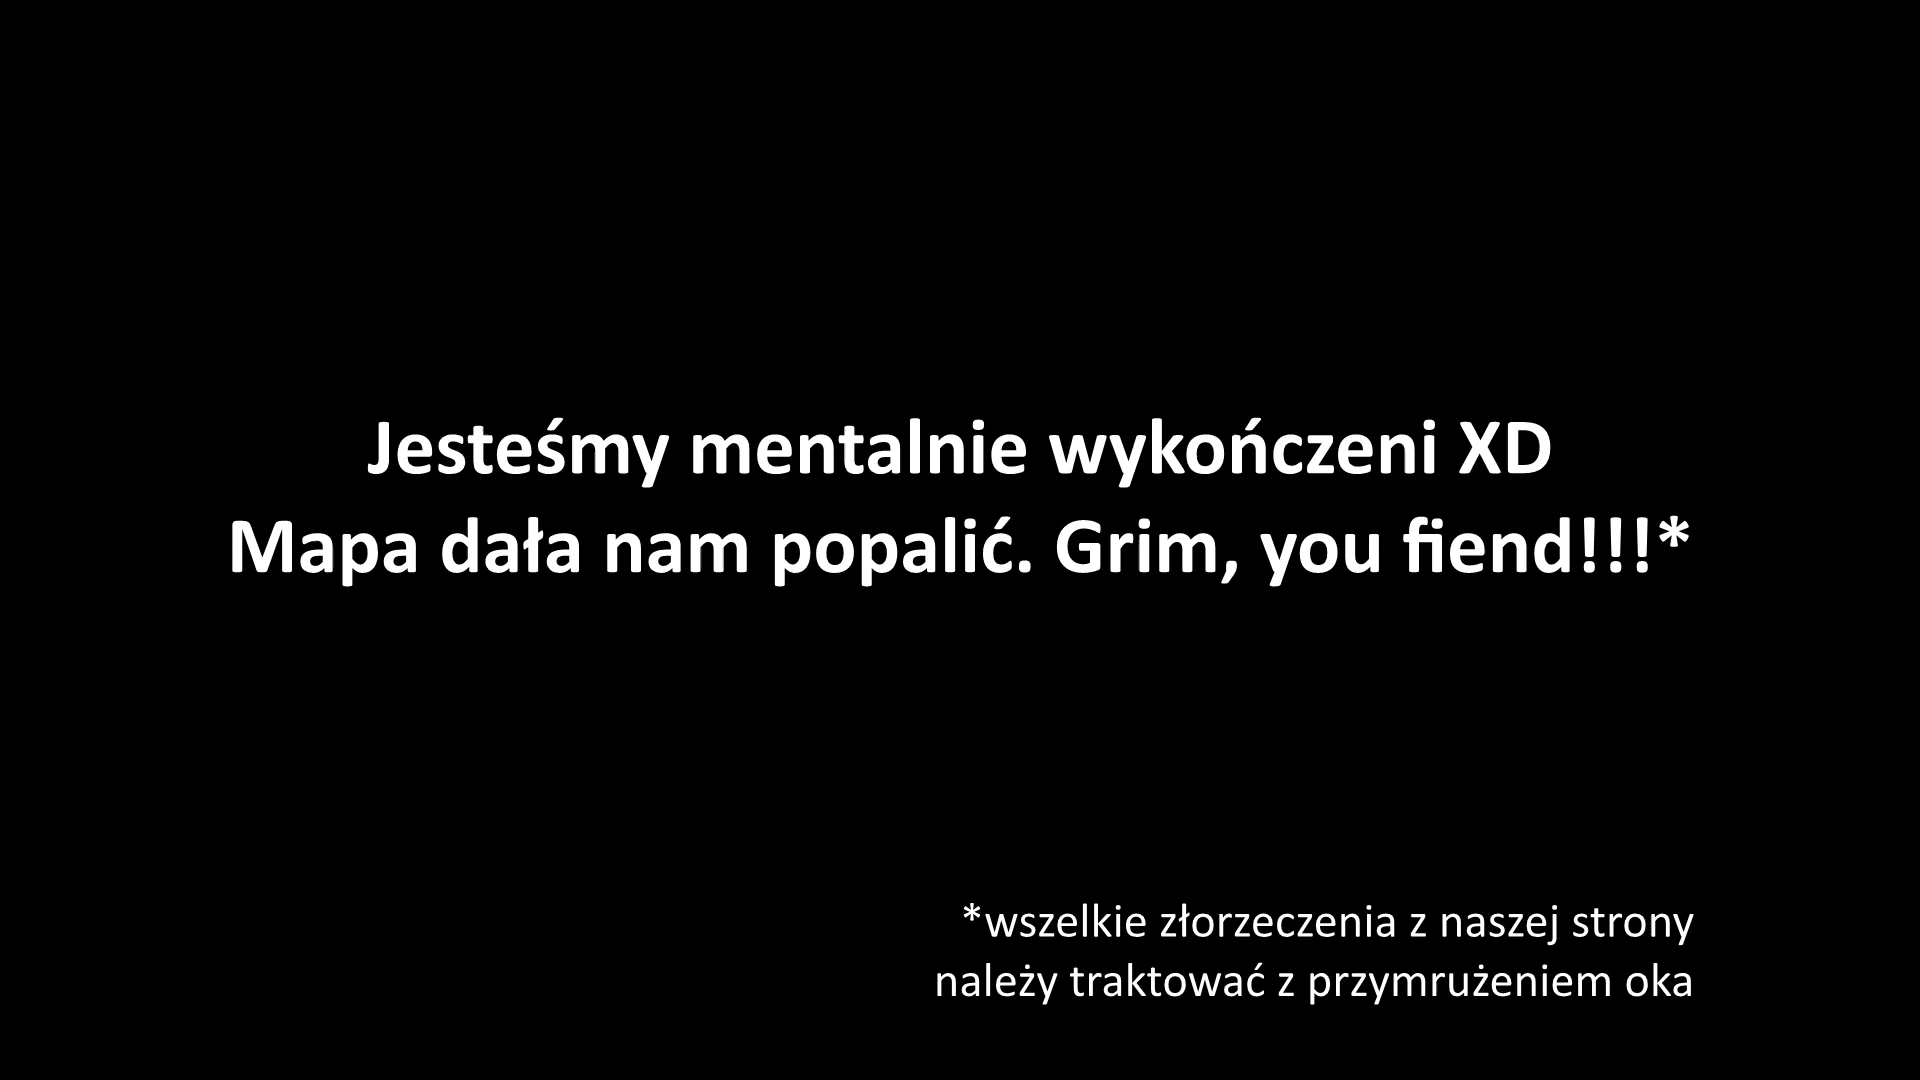 Jesteśmy mentalnie wykończeni XD
Mapa dała nam popalić. Grim, you fiend!!!*
*wszelkie złorzeczenia z naszej strony
należy traktować z przymrużeniem oka